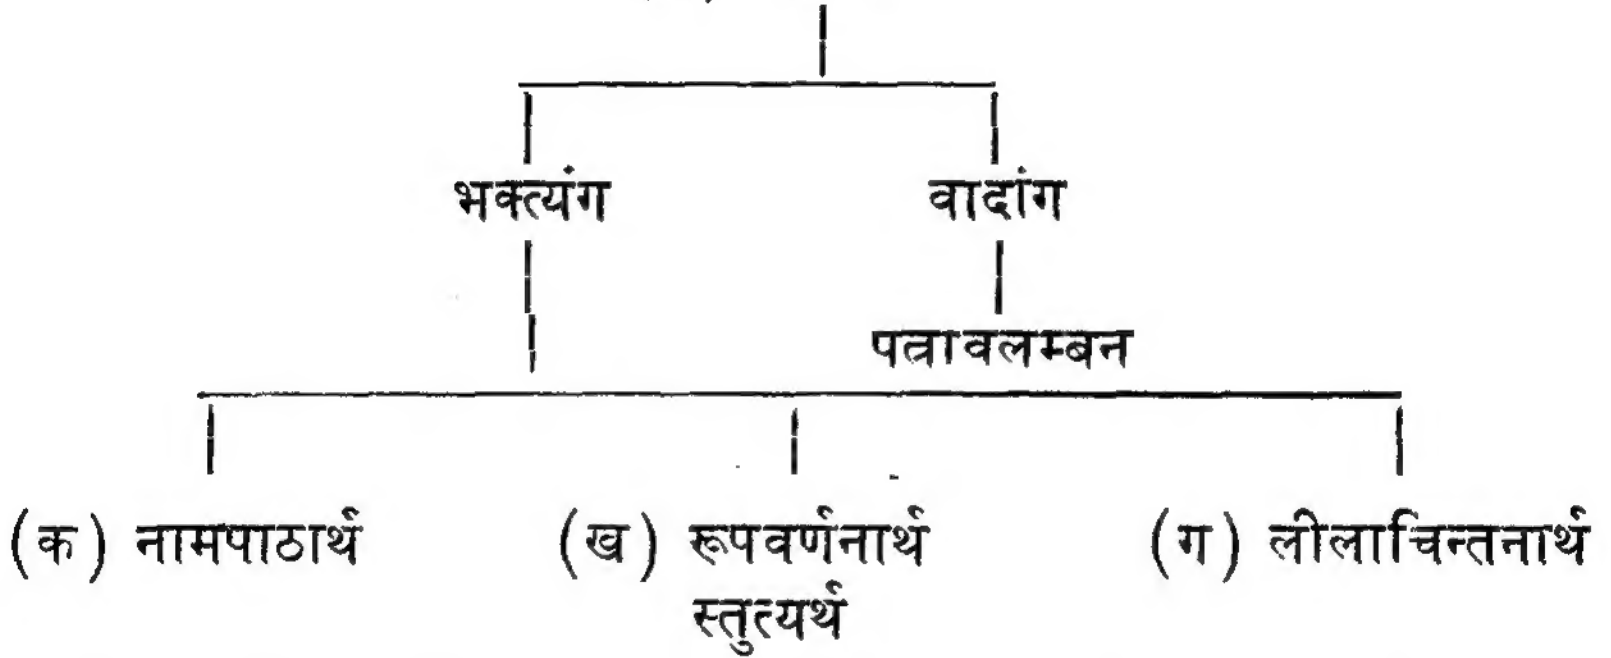 भक्त्यंग वादांग
पत्रावलम्बन
(क) नामपाठार्थ (ख) रूपवर्णनार्थ (ग) लीलाचिन्तनार्थ
स्तुत्यर्थ